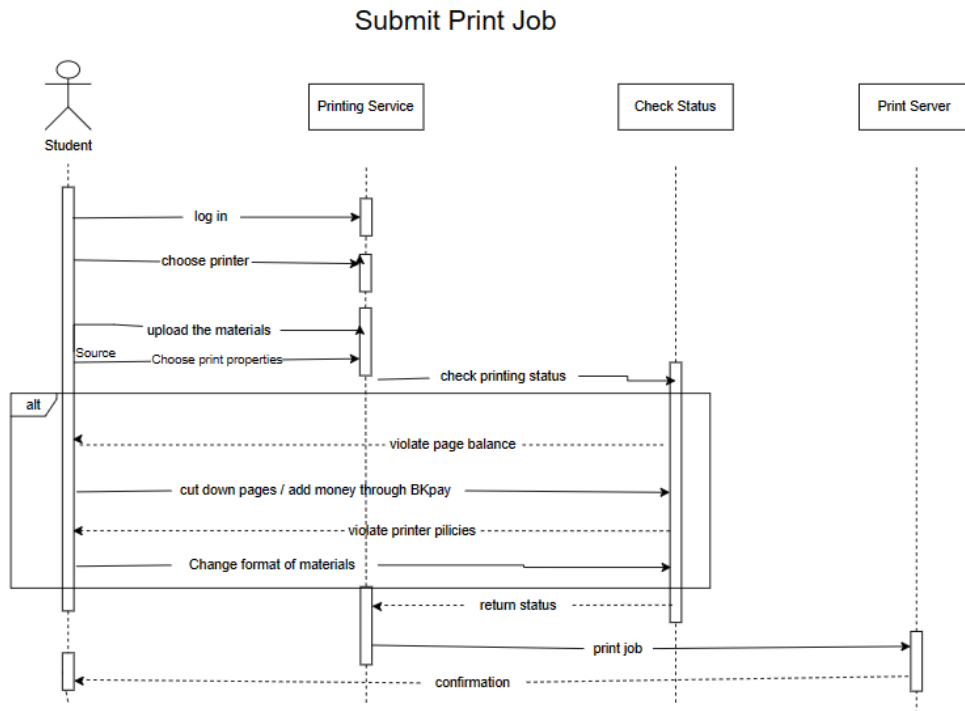 Submit Print Job
Student
Printing Service
Check Status
Print Server
log in
choose printer
upload the materials
Source
Choose print properties
check printing status
alt
violate page balance
cut down pages / add money through BKpay
violate printer pilicies
Change format of materials
return status
print job
confirmation